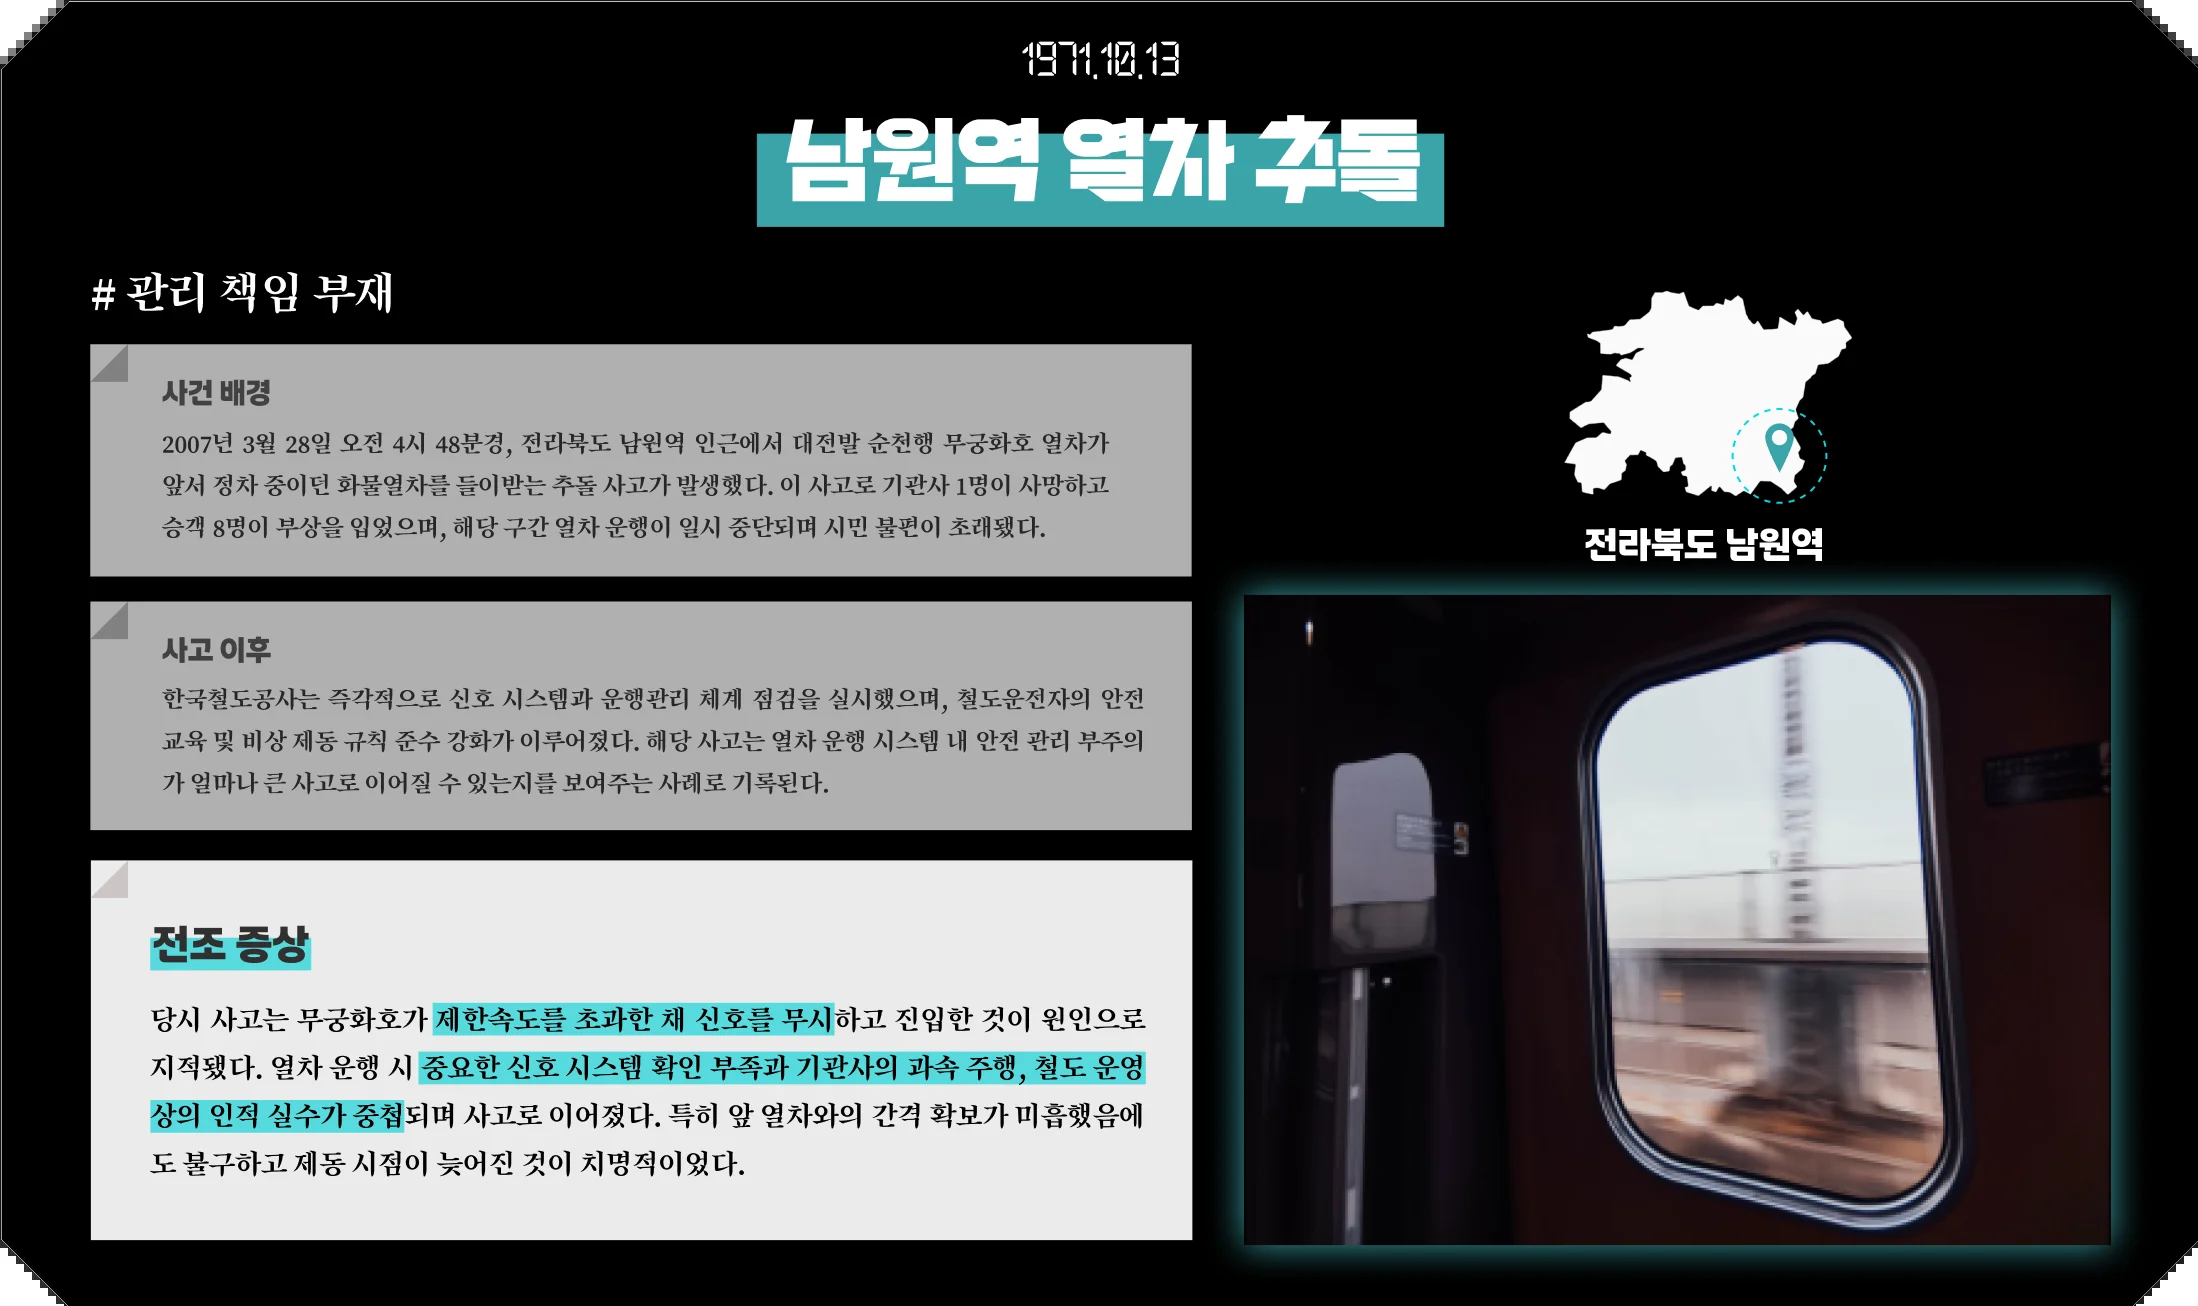 1971.10.13
남원역 열차 추돌
# 관리 책임 부재
사건 배경
2007년 3월 28일 오전 4시 48분경, 전라북도 남원역 인근에서 대전발 순천행 무궁화호 열차가
앞서 정차 중이던 화물열차를 들이받는 추돌 사고가 발생했다. 이 사고로 기관사 1명이 사망하고
승객 8명이 부상을 입었으며, 해당 구간 열차 운행이 일시 중단되며 시민 불편이 초래됐다.
사고 이후
한국철도공사는 즉각적으로 신호 시스템과 운행관리 체계 점검을 실시했으며, 철도운전자의 안전
교육 및 비상 제동 규칙 준수 강화가 이루어졌다. 해당 사고는 열차 운행 시스템 내 안전 관리 부주의
가 얼마나 큰 사고로 이어질 수 있는지를 보여주는 사례로 기록된다.
전조 증상
당시 사고는 무궁화호가 제한속도를 초과한 채 신호를 무시하고 진입한 것이 원인으로
지적됐다. 열차 운행 시 중요한 신호 시스템 확인 부족과 기관사의 과속 주행, 철도 운영
상의 인적 실수가 중첩되며 사고로 이어졌다. 특히 앞 열차와의 간격 확보가 미흡했음에
도 불구하고 제동 시점이 늦어진 것이 치명적이었다.
전라북도 남원역